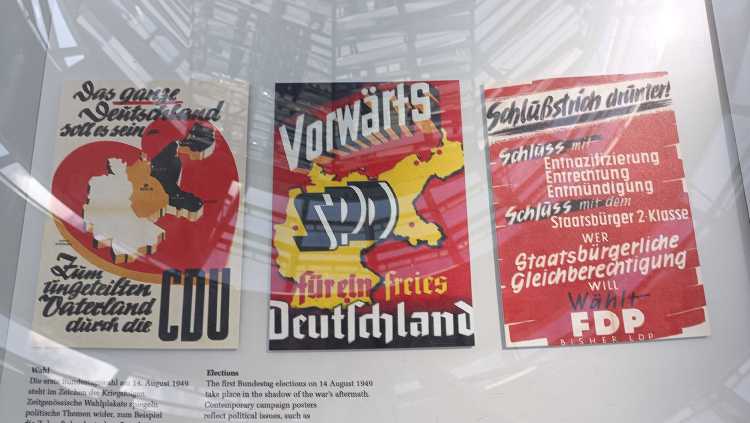 Das ganze
Deutschland
soll es sein –
Zum
ungeteilten
Vaterland
durch die
CDU
Vorwärts
SPD
für ein freies
Deutschland
Schlußstrich drunter!
Schluss mit
Entnazifizierung
Entrechtung
Entmündigung
Schluss mit dem
Staatsbürger 2·Klasse
WER
Staatsbürgerliche
Gleichberechtigung
WILL
Wählt
FDP
BISHER LDP
Wahl
Die erste Bundestagswahl am 14. August 1949
steht im Zeichen der Kriegsfolgen.
Zeitgenössische Wahlplakate spiegeln
politische Themen wider, zum Beispiel
Elections
The first Bundestag elections on 14 August 1949
take place in the shadow of the war's aftermath.
Contemporary campaign posters
reflect political issues, such as